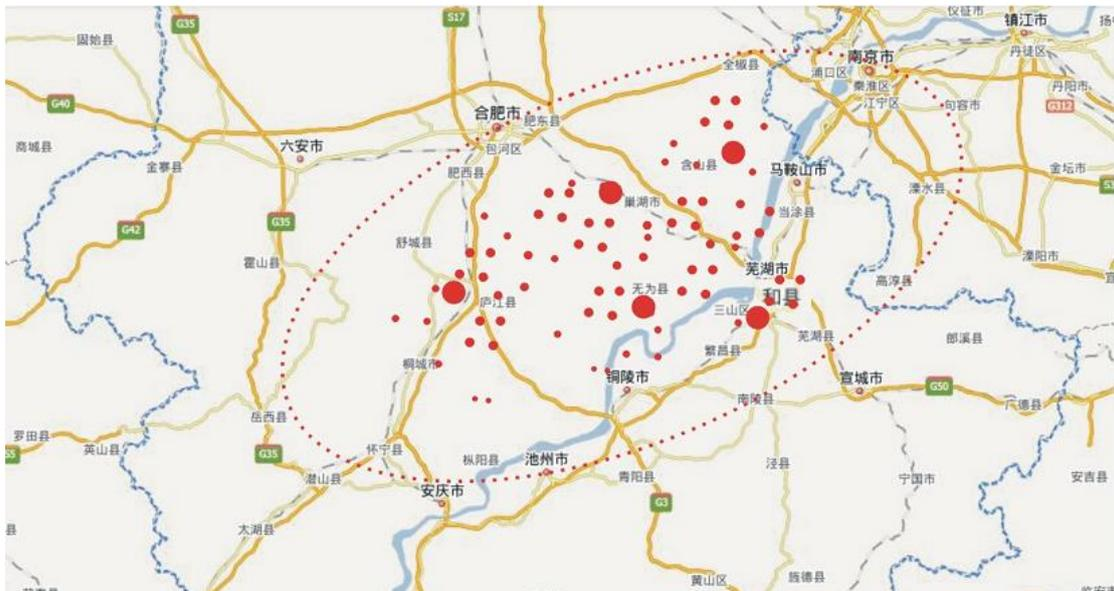 G35
S17
仪征市
镇江市
固始县
全椒县
南京市
浦口区
丹徒区
秦淮区
丹阳市
G40
江宁区
句容市
G312
合肥市
肥东县
商城县
六安市
包河区
金寨县
肥西县
含山县
马鞍山市
金坛市
溧水县
巢湖市
当涂县
G35
G42
舒城县
霍山县
溧阳市
芜湖市
高淳县
庐江县
无为县
和县
三山区
芜湖县
郎溪县
繁昌县
桐城市
铜陵市
宣城市
G50
南陵县
广德县
岳西县
罗田县
英山县
怀宁县
G35
枞阳县
池州市
泾县
潜山县
青阳县
宁国市
安吉县
安庆市
G3
太湖县
黄山区
旌德县